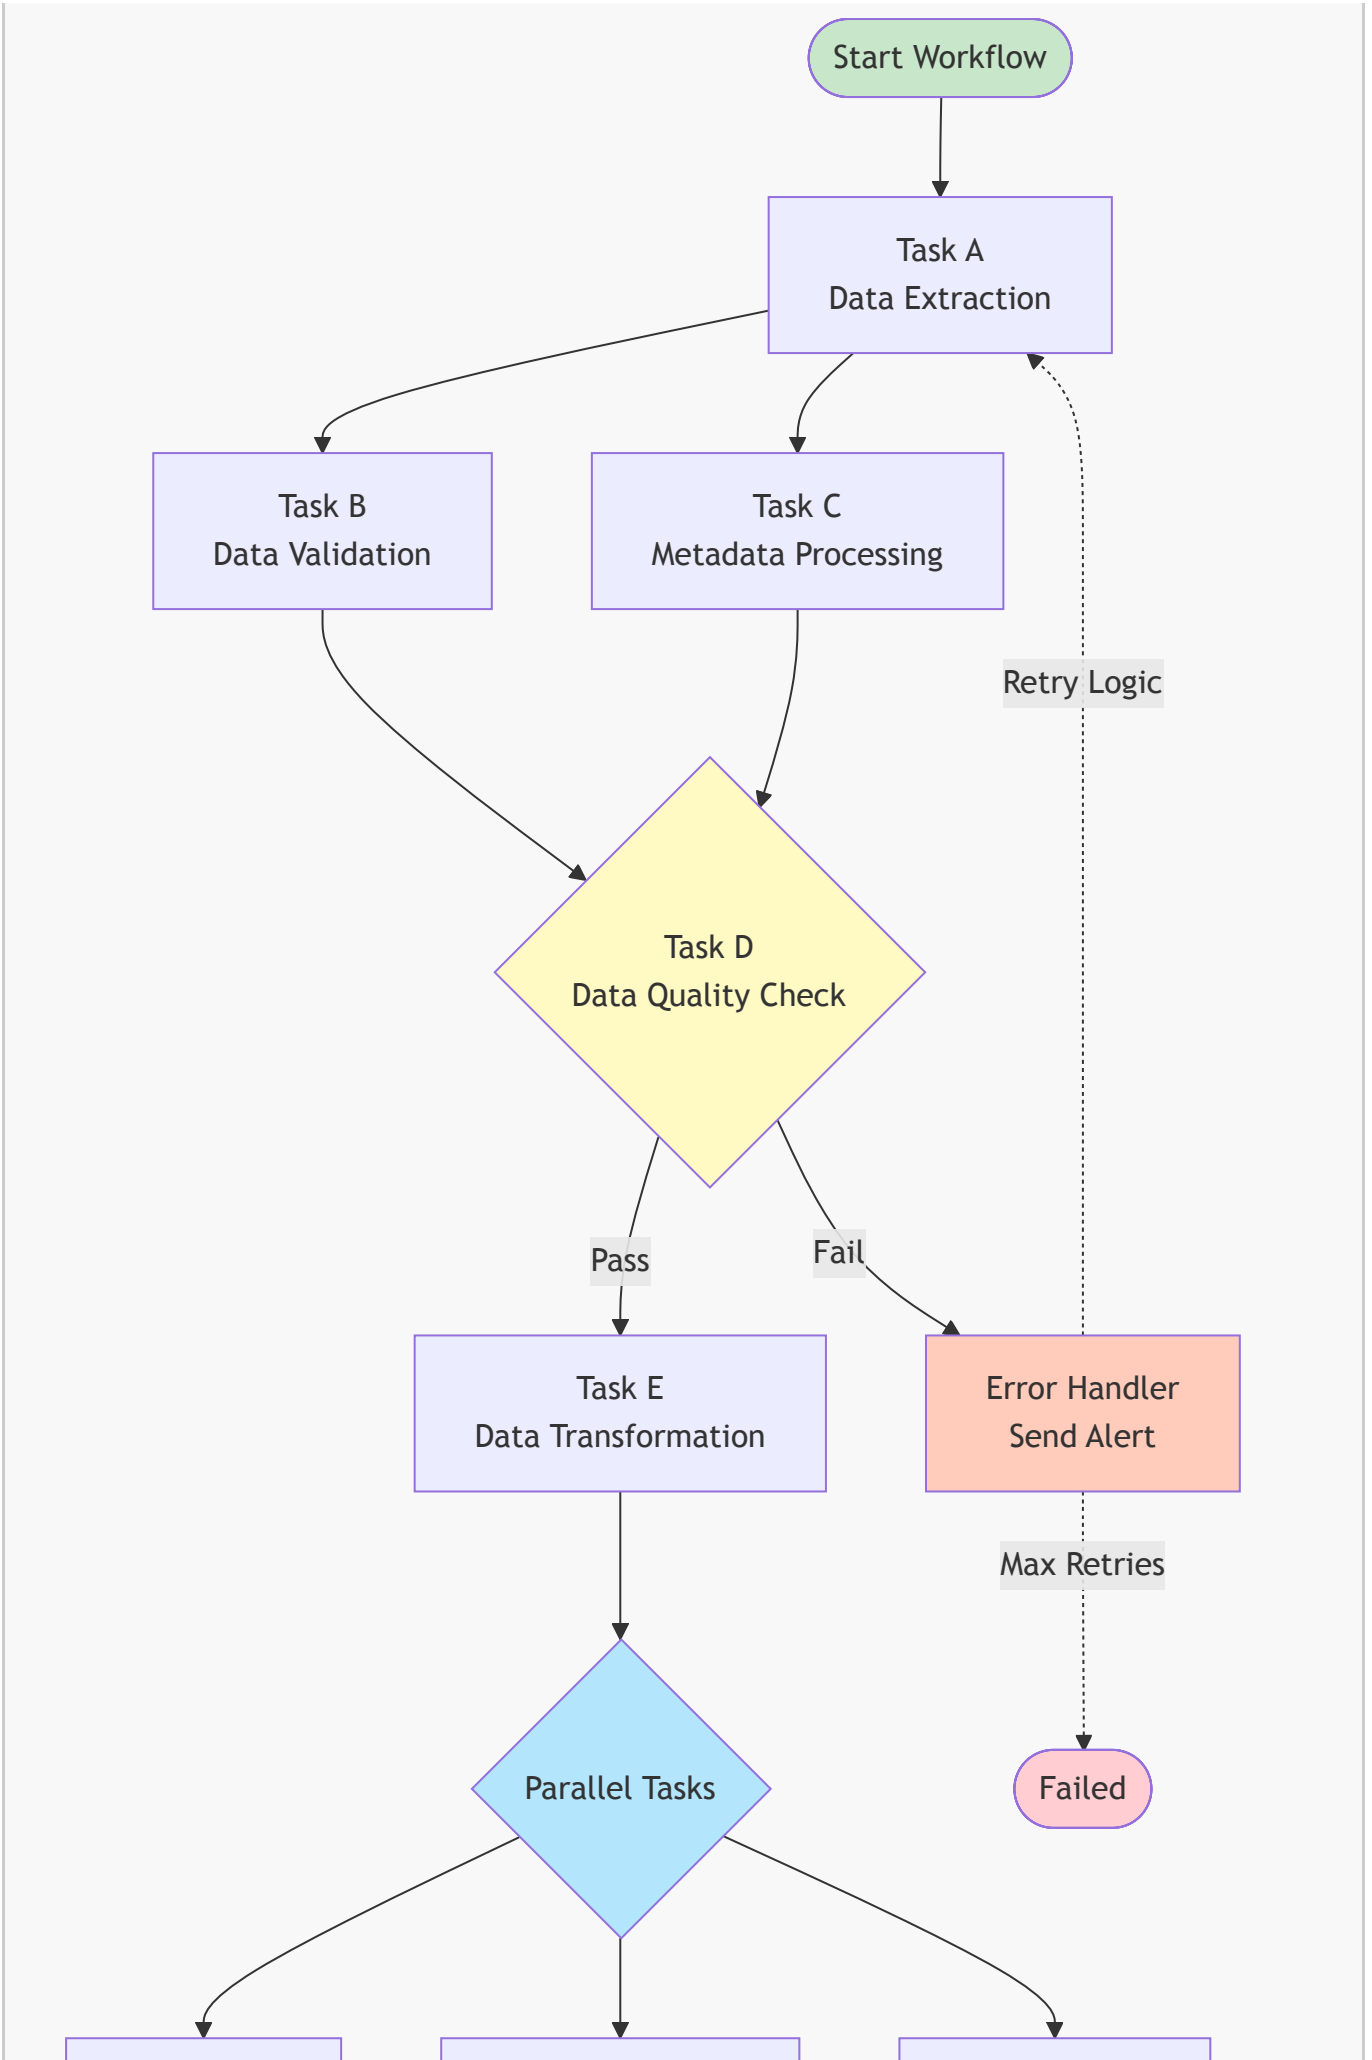 Start Workflow
Task A
Data Extraction
Task B
Data Validation
Task C
Metadata Processing
Retry Logic
Task D
Data Quality Check
Pass
Fail
Task E
Data Transformation
Error Handler
Send Alert
Max Retries
Parallel Tasks
Failed